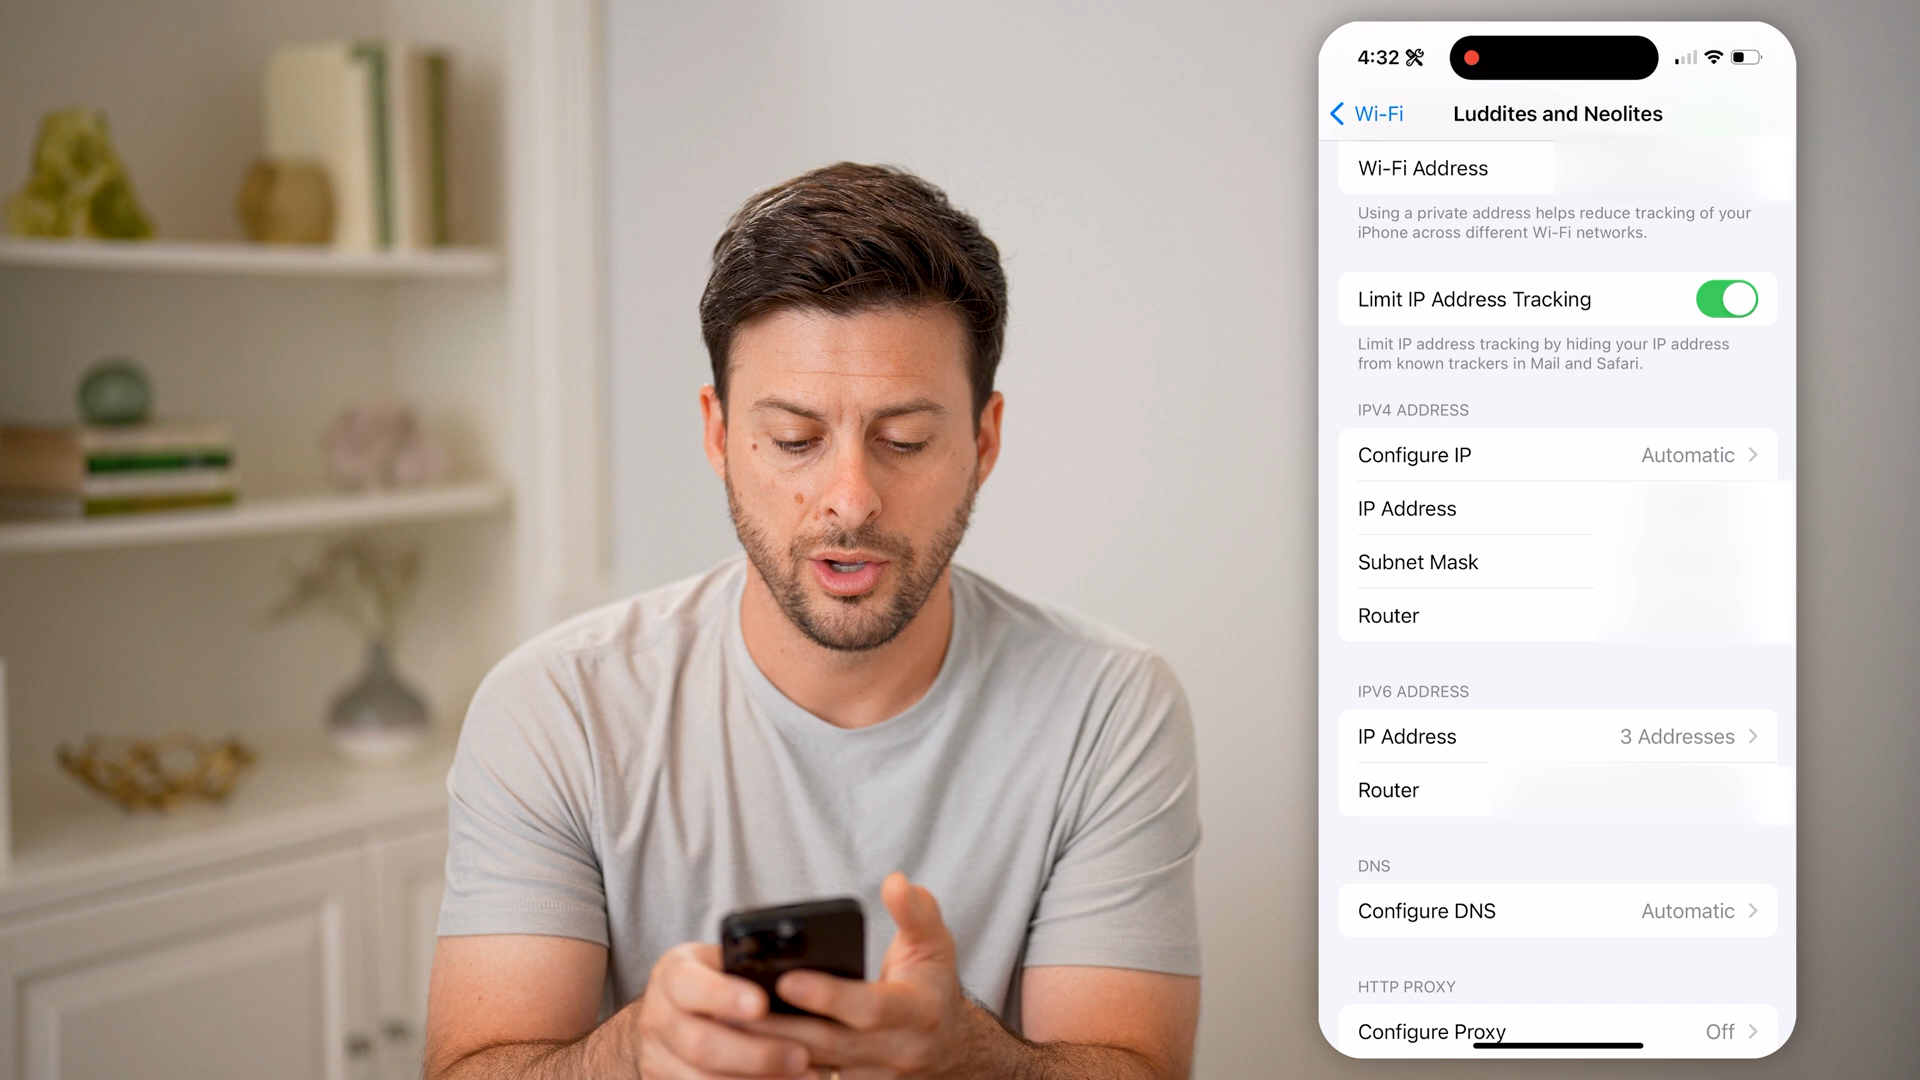 4:32
Wi-Fi
Luddites and Neolites
Wi-Fi Address
Using a private address helps reduce tracking of your
iPhone across different Wi-Fi networks.
Limit IP Address Tracking
Limit IP address tracking by hiding your IP address
from known trackers in Mail and Safari.
IPV4 ADDRESS
Configure IP Automatic
IP Address
Subnet Mask
Router
IPV6 ADDRESS
IP Address 3 Addresses
Router
DNS
Configure DNS Automatic
HTTP PROXY
Configure Proxy Off